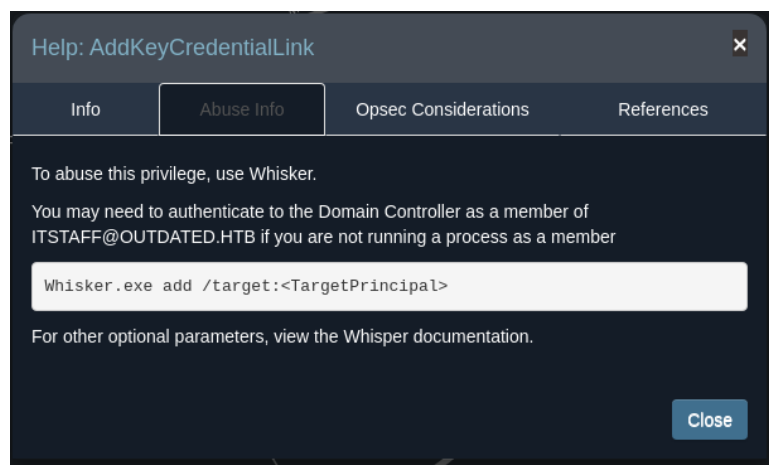 Help: AddKeyCredentialLink
×
Info
Abuse Info
Opsec Considerations
References
To abuse this privilege, use Whisker.
You may need to authenticate to the Domain Controller as a member of
ITSTAFF@OUTDATED.HTB if you are not running a process as a member
Whisker.exe add /target:<TargetPrincipal>
For other optional parameters, view the Whisper documentation.
Close